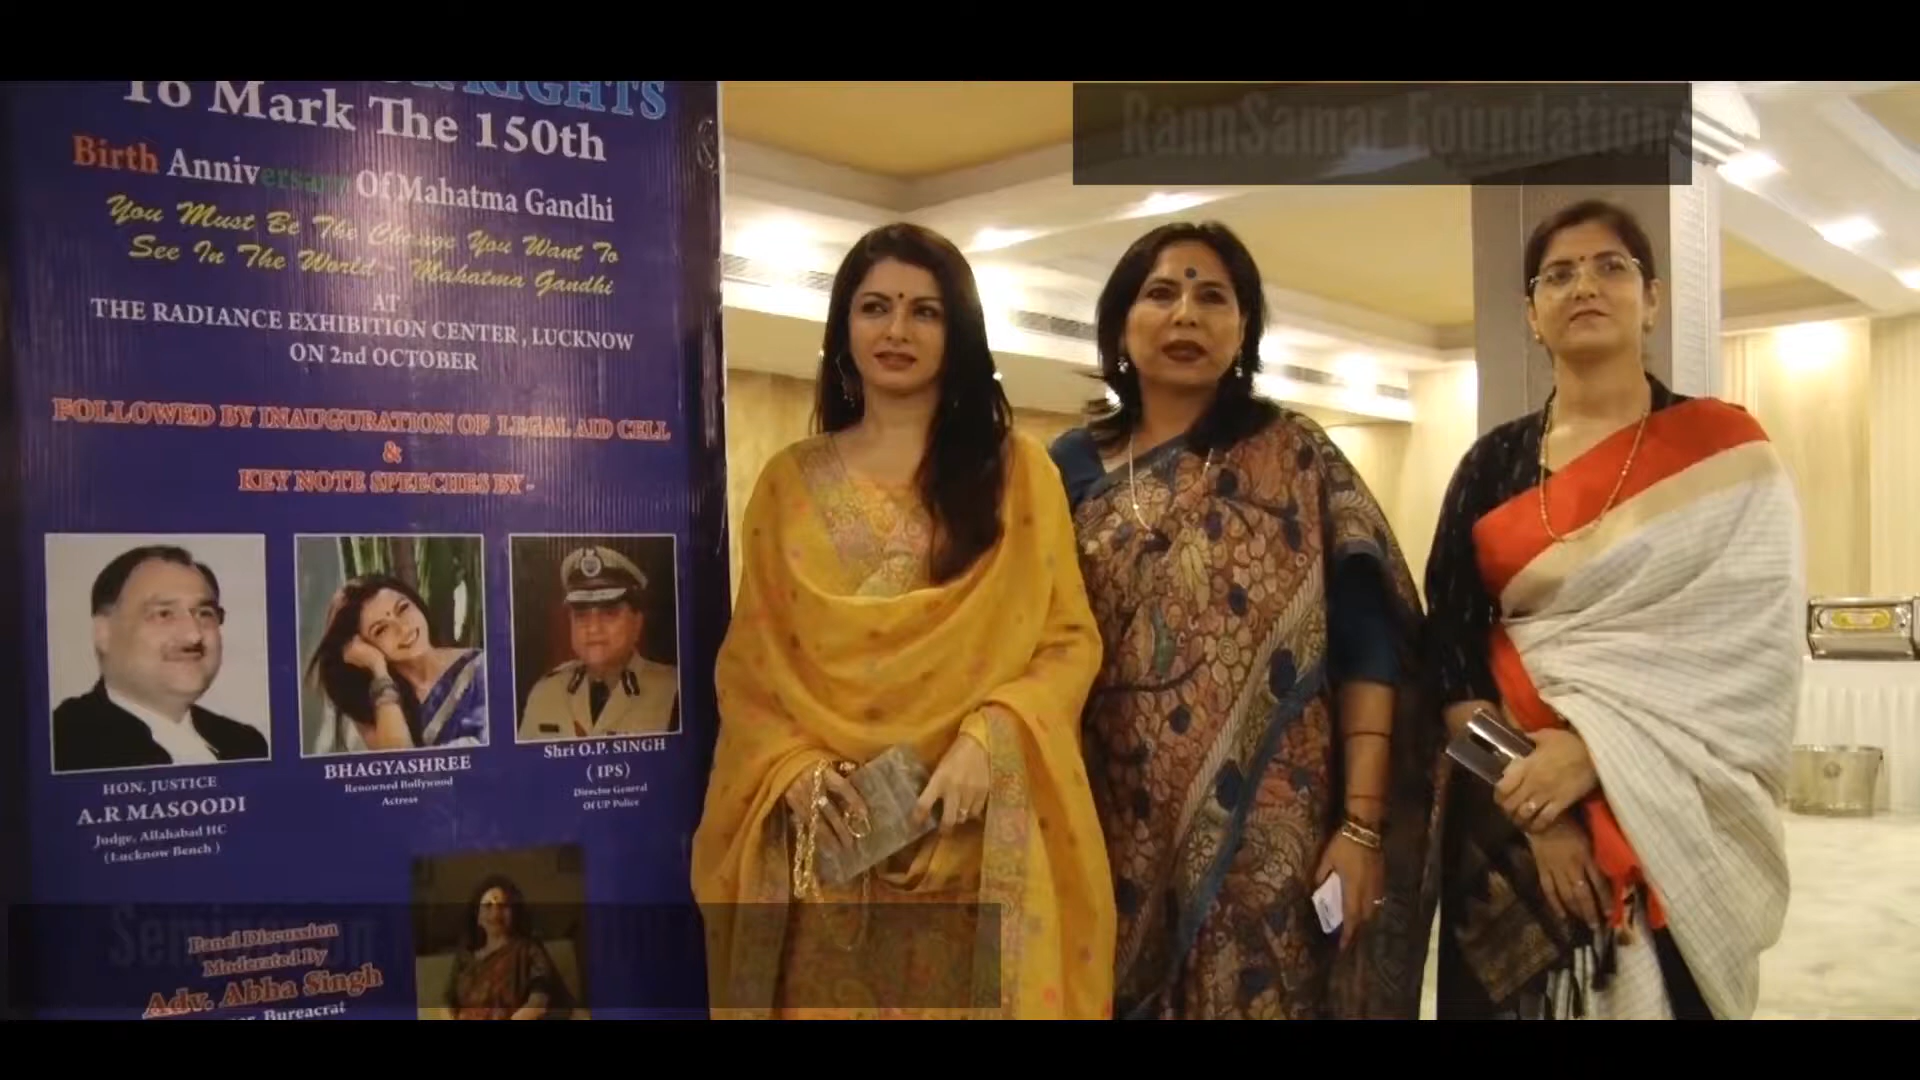 RIGHTS
To Mark The 150th
Birth Anniversary Of Mahatma Gandhi
You Must Be The Change You Want To
See In The World - Mahatma Gandhi
AT
THE RADIANCE EXHIBITION CENTER, LUCKNOW
ON 2nd OCTOBER
FOLLOWED BY INAUGURATION OF LEGAL AID CELL
&
KEY NOTE SPEECHES BY-
HON. JUSTICE
A.R MASOODI
Judge, Allahabad HC
(Lucknow Bench)
BHAGYASHREE
Renowned Bollywood
Actress
Shri O.P. SINGH
(IPS)
Director General
Of UP Police
Panel Discussion
Moderated By
Adv. Abha Singh
Bureacrat
RannSamar Foundation